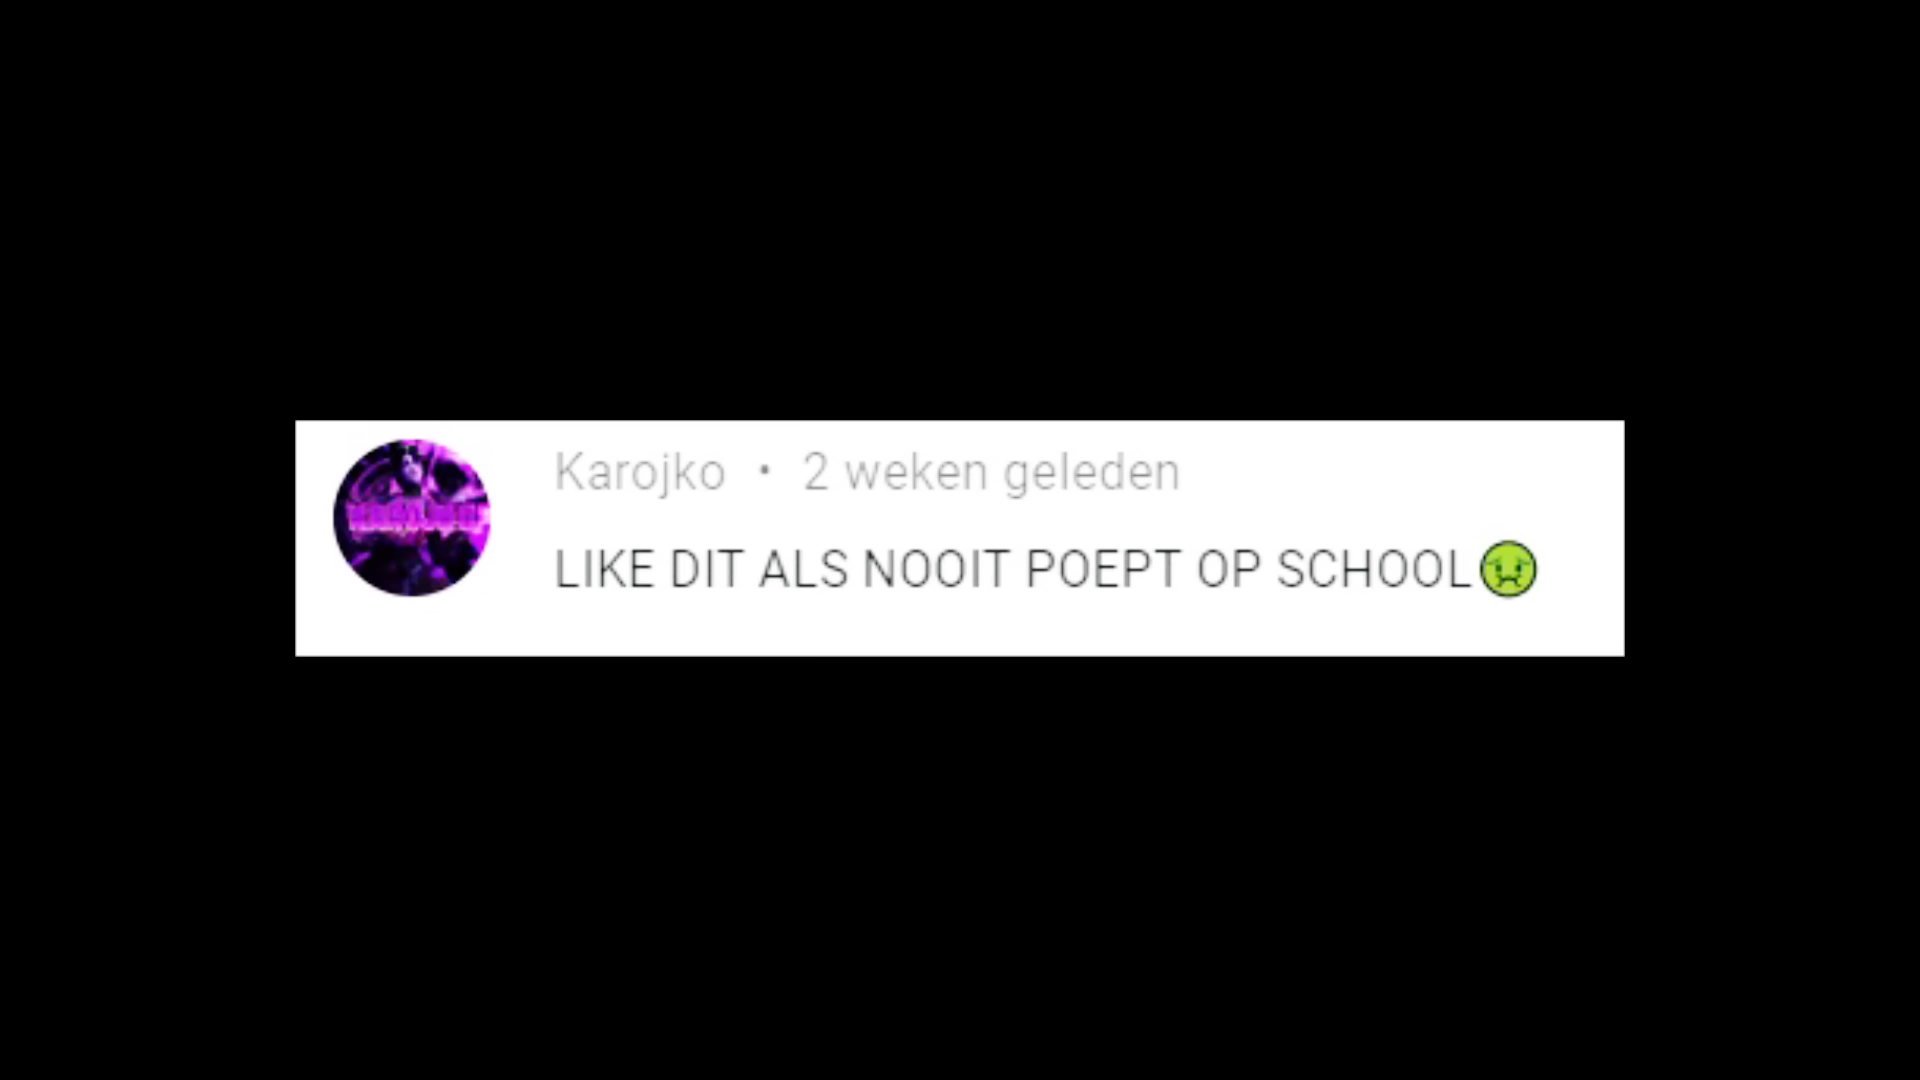 Karojko • 2 weken geleden
LIKE DIT ALS NOOIT POEPT OP SCHOOL🤢